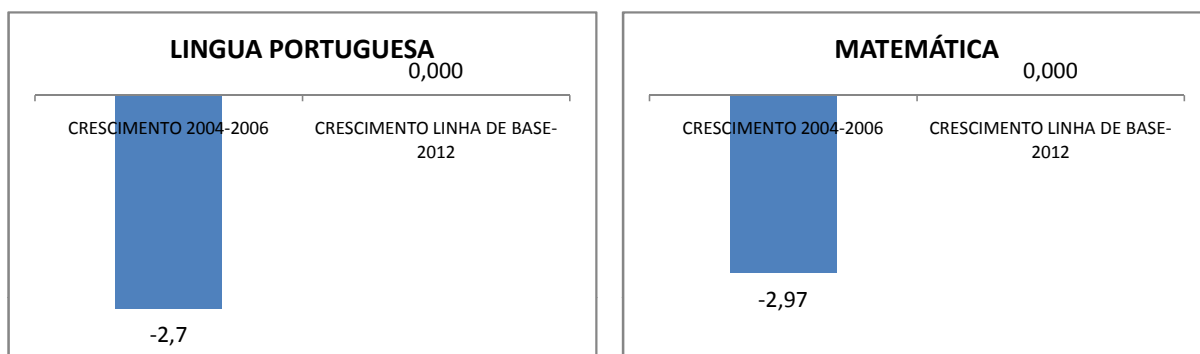 LINGUA PORTUGUESA
0,000
CRESCIMENTO 2004-2006
CRESCIMENTO LINHA DE BASE-
2012
-2,7
MATEMÁTICA
0,000
CRESCIMENTO 2004-2006
CRESCIMENTO LINHA DE BASE-
2012
-2,97